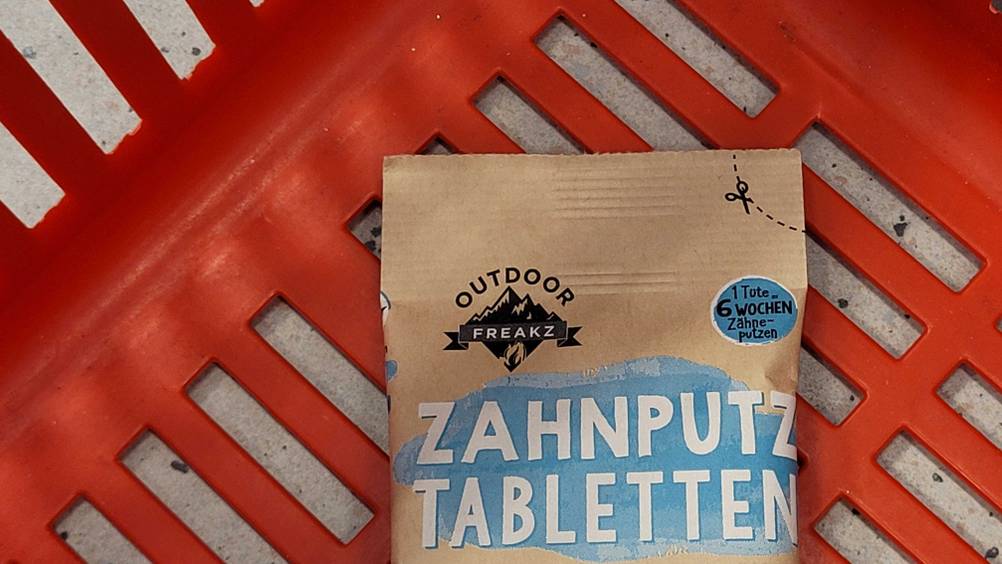 OUTDOOR
FREAKZ
1 Tüte =
6 WOCHEN
Zähne-
putzen
ZAHNPUTZ
TABLETTEN